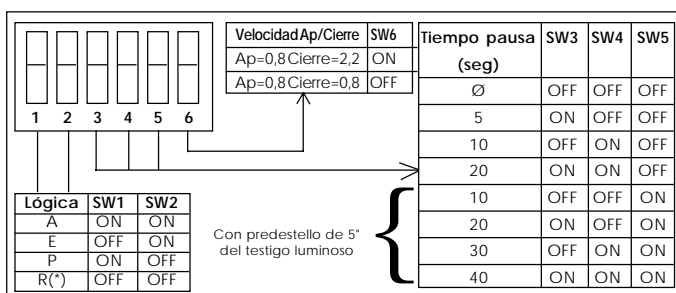 1 2 3 4 5 6
Velocidad Ap/Cierre SW6
Ap=0,8 Cierre=2,2 ON
Ap=0,8 Cierre=0,8 OFF
Tiempo pausa (seg) SW3 SW4 SW5
Ø OFF OFF OFF
5 ON OFF OFF
10 OFF ON OFF
20 ON ON OFF
10 OFF OFF ON
20 ON OFF ON
30 OFF ON ON
40 ON ON ON
Lógica SW1 SW2
A ON ON
E OFF ON
P ON OFF
R(*) OFF OFF
Con predestello de 5"
del testigo luminoso